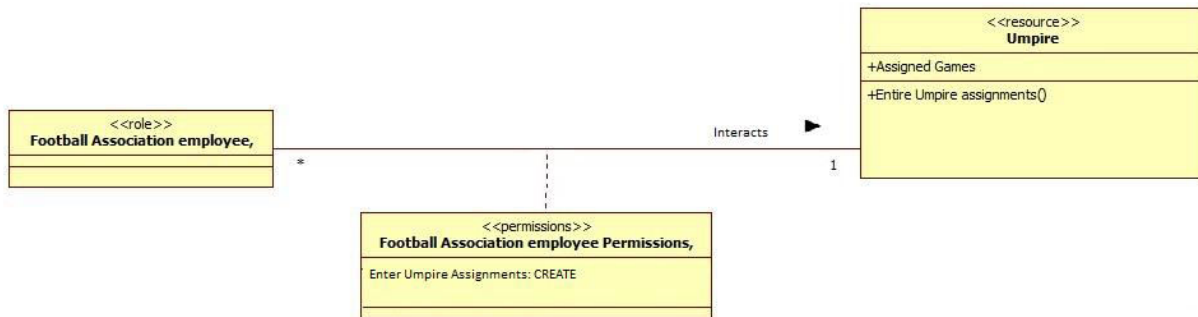 <<resource>>
Umpire
+Assigned Games
+Entire Umpire assignments()
<<role>>
Football Association employee,
Interacts
*
1
<<permissions>>
Football Association employee Permissions,
Enter Umpire Assignments: CREATE